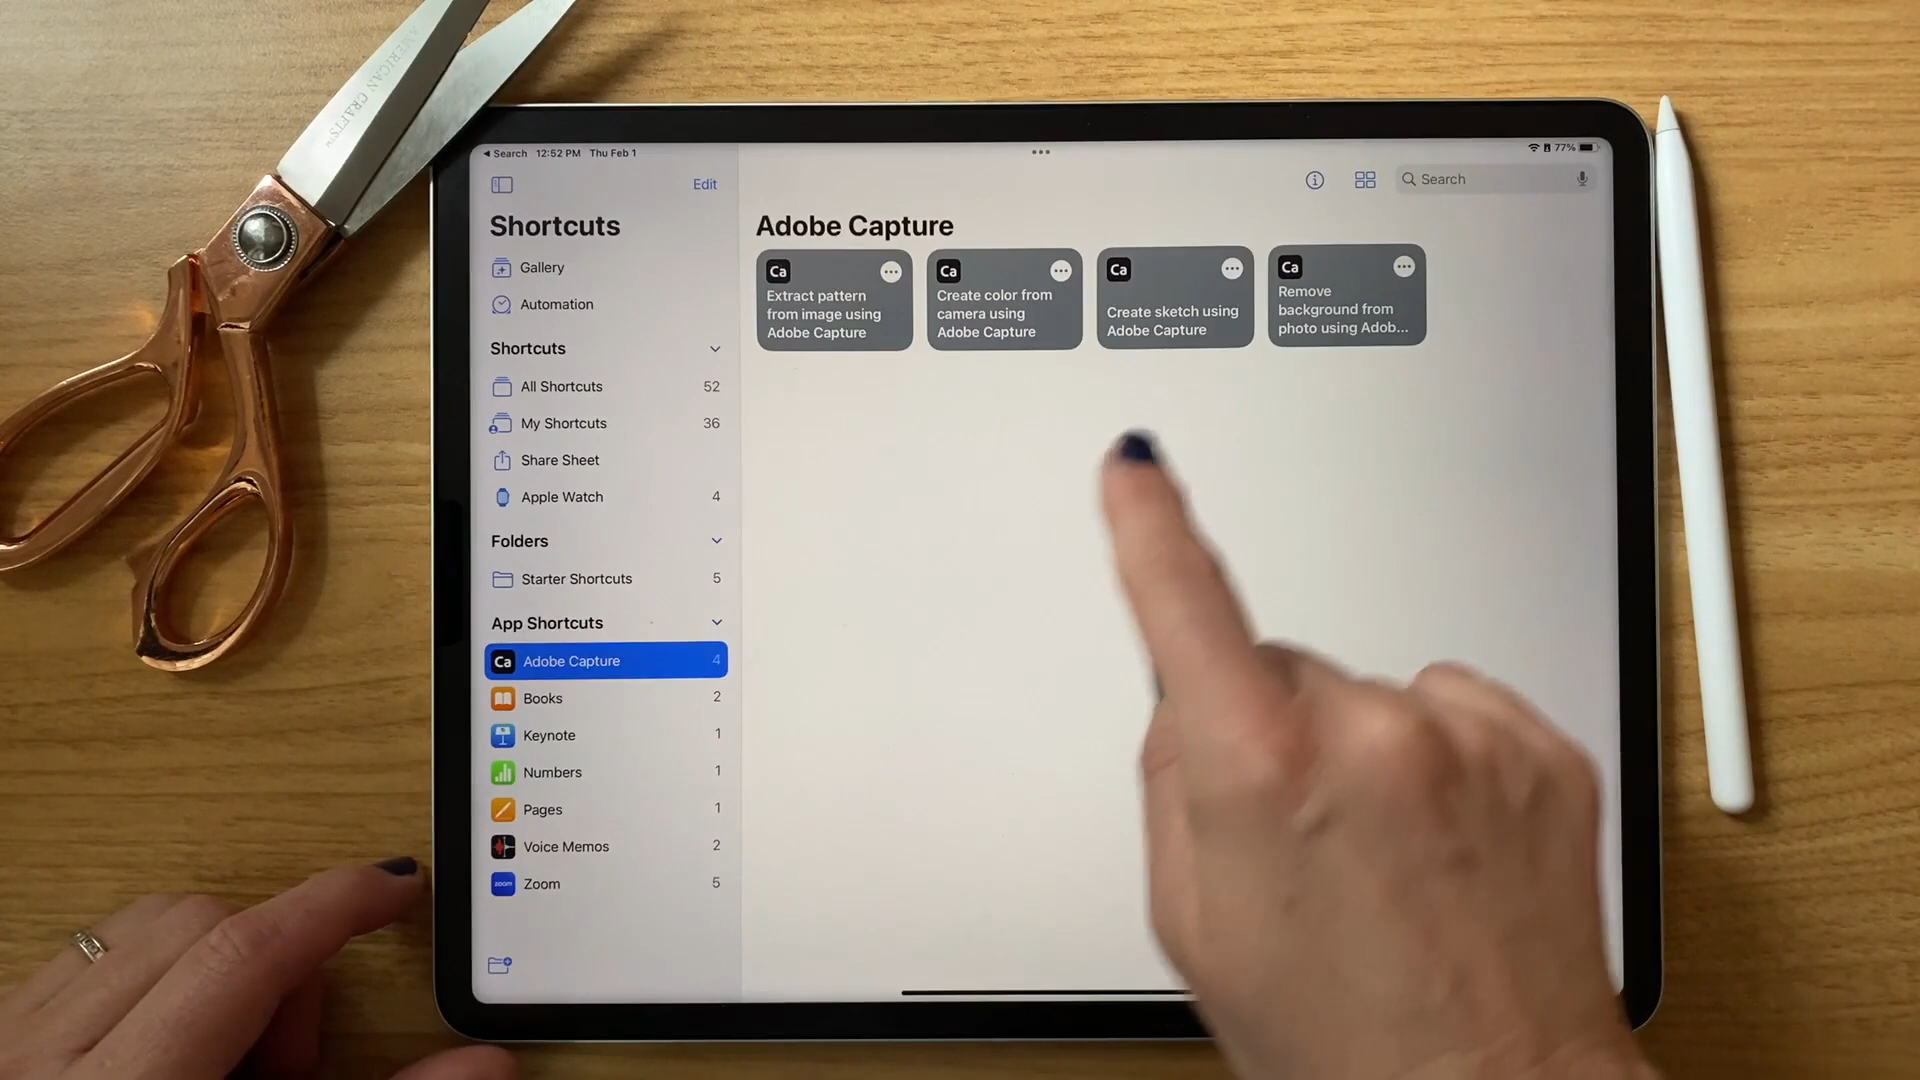 AMERICAN CRAFTS™
Search 12:52 PM Thu Feb 1
77%
Edit
Shortcuts
Gallery
Automation
Shortcuts
All Shortcuts 52
My Shortcuts 36
Share Sheet
Apple Watch 4
Folders
Starter Shortcuts 5
App Shortcuts
Ca Adobe Capture 4
Books 2
Keynote 1
Numbers 1
Pages 1
Voice Memos 2
zoom Zoom 5
Search
Adobe Capture
Ca
Extract pattern
from image using
Adobe Capture
Ca
Create color from
camera using
Adobe Capture
Ca
Create sketch using
Adobe Capture
Ca
Remove
background from
photo using Adob...